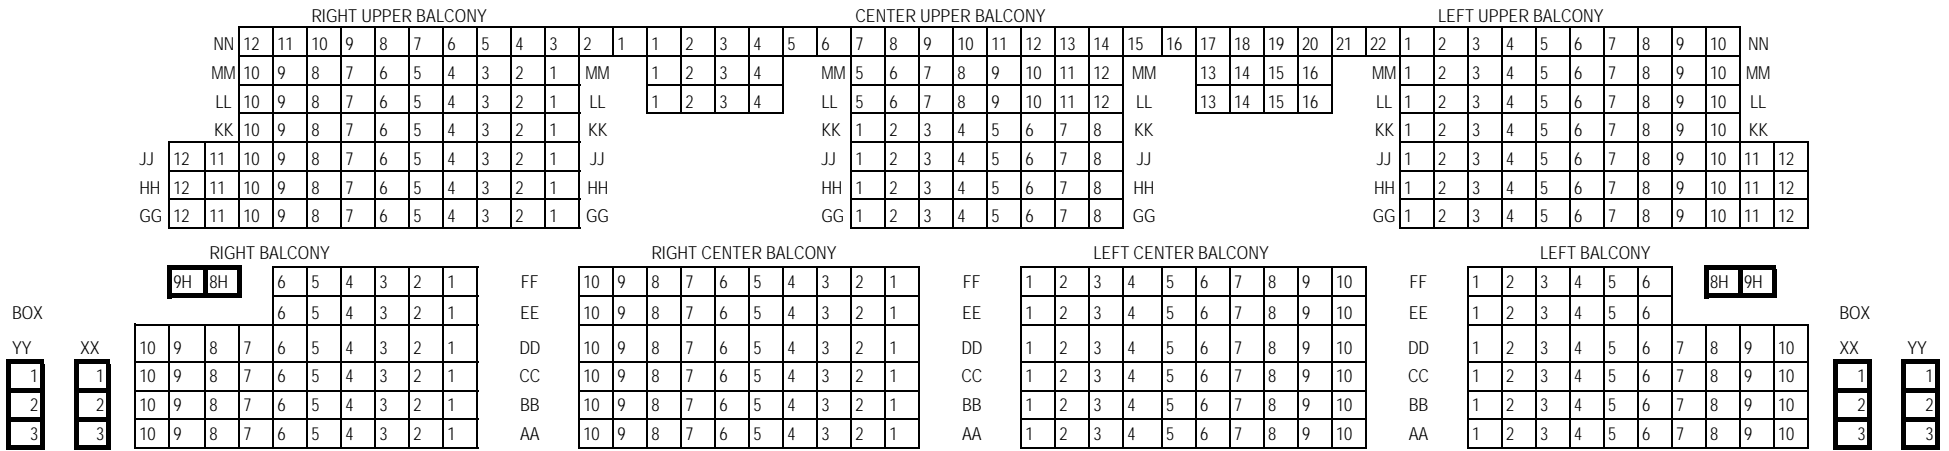 RIGHT UPPER BALCONY CENTER UPPER BALCONY LEFT UPPER BALCONY
NN 12 11 10 9 8 7 6 5 4 3 2 1 1 2 3 4 5 6 7 8 9 10 11 12 13 14 15 16 17 18 19 20 21 22 1 2 3 4 5 6 7 8 9 10 NN
MM 10 9 8 7 6 5 4 3 2 1 MM 1 2 3 4 MM 5 6 7 8 9 10 11 12 MM 13 14 15 16 MM 1 2 3 4 5 6 7 8 9 10 MM
LL 10 9 8 7 6 5 4 3 2 1 LL 1 2 3 4 LL 5 6 7 8 9 10 11 12 LL 13 14 15 16 LL 1 2 3 4 5 6 7 8 9 10 LL
KK 10 9 8 7 6 5 4 3 2 1 KK KK 1 2 3 4 5 6 7 8 KK KK 1 2 3 4 5 6 7 8 9 10 KK
JJ 12 11 10 9 8 7 6 5 4 3 2 1 JJ JJ 1 2 3 4 5 6 7 8 JJ JJ 1 2 3 4 5 6 7 8 9 10 11 12
HH 12 11 10 9 8 7 6 5 4 3 2 1 HH HH 1 2 3 4 5 6 7 8 HH HH 1 2 3 4 5 6 7 8 9 10 11 12
GG 12 11 10 9 8 7 6 5 4 3 2 1 GG GG 1 2 3 4 5 6 7 8 GG GG 1 2 3 4 5 6 7 8 9 10 11 12
RIGHT BALCONY RIGHT CENTER BALCONY LEFT CENTER BALCONY LEFT BALCONY
9H 8H 6 5 4 3 2 1 FF 10 9 8 7 6 5 4 3 2 1 FF 1 2 3 4 5 6 7 8 9 10 FF 1 2 3 4 5 6 8H 9H
BOX 6 5 4 3 2 1 EE 10 9 8 7 6 5 4 3 2 1 EE 1 2 3 4 5 6 7 8 9 10 EE 1 2 3 4 5 6 BOX
YY XX 10 9 8 7 6 5 4 3 2 1 DD 10 9 8 7 6 5 4 3 2 1 DD 1 2 3 4 5 6 7 8 9 10 DD 1 2 3 4 5 6 7 8 9 10 XX YY
1 1 10 9 8 7 6 5 4 3 2 1 CC 10 9 8 7 6 5 4 3 2 1 CC 1 2 3 4 5 6 7 8 9 10 CC 1 2 3 4 5 6 7 8 9 10 1 1
2 2 10 9 8 7 6 5 4 3 2 1 BB 10 9 8 7 6 5 4 3 2 1 BB 1 2 3 4 5 6 7 8 9 10 BB 1 2 3 4 5 6 7 8 9 10 2 2
3 3 10 9 8 7 6 5 4 3 2 1 AA 10 9 8 7 6 5 4 3 2 1 AA 1 2 3 4 5 6 7 8 9 10 AA 1 2 3 4 5 6 7 8 9 10 3 3